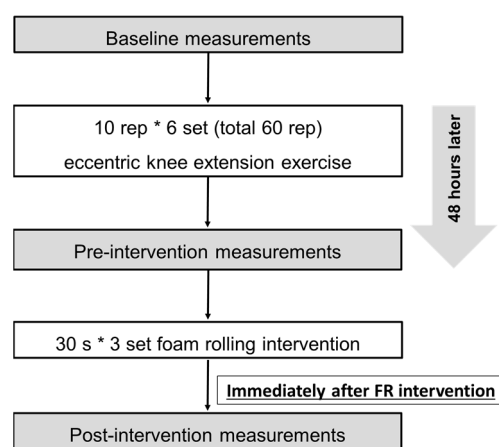 Baseline measurements
10 rep * 6 set (total 60 rep)
eccentric knee extension exercise
48 hours later
Pre-intervention measurements
30 s * 3 set foam rolling intervention
Immediately after FR intervention
Post-intervention measurements